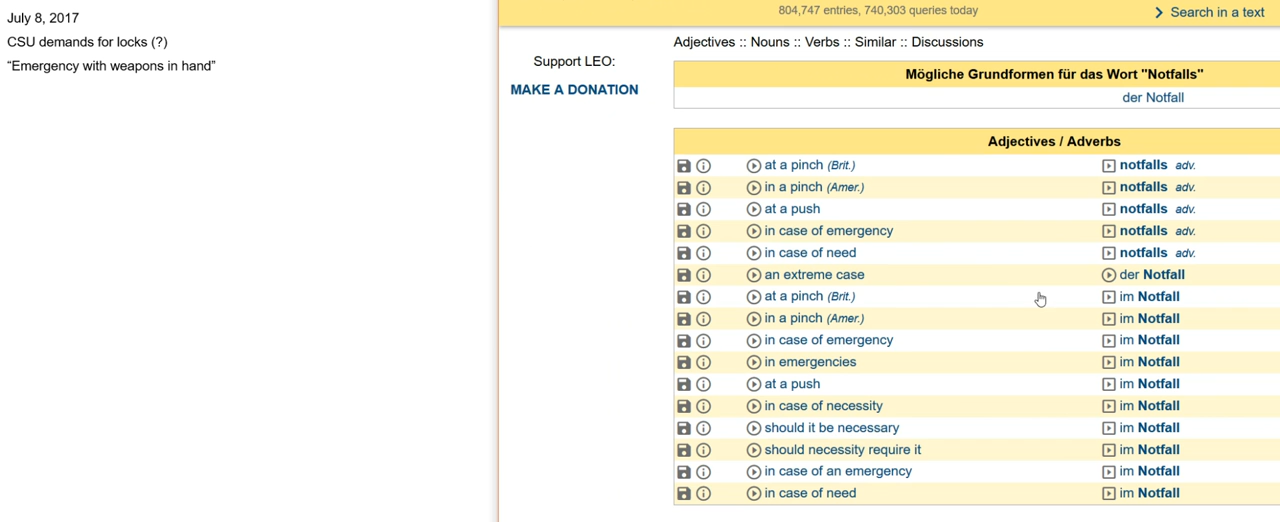 July 8, 2017
CSU demands for locks (?)
“Emergency with weapons in hand”
804,747 entries, 740,303 queries today
Search in a text
Support LEO:
MAKE A DONATION
Adjectives :: Nouns :: Verbs :: Similar :: Discussions
Mögliche Grundformen für das Wort "Notfalls"
der Notfall
Adjectives / Adverbs
at a pinch (Brit.) notfalls adv.
in a pinch (Amer.) notfalls adv.
at a push notfalls adv.
in case of emergency notfalls adv.
in case of need notfalls adv.
an extreme case der Notfall
at a pinch (Brit.) im Notfall
in a pinch (Amer.) im Notfall
in case of emergency im Notfall
in emergencies im Notfall
at a push im Notfall
in case of necessity im Notfall
should it be necessary im Notfall
should necessity require it im Notfall
in case of an emergency im Notfall
in case of need im Notfall